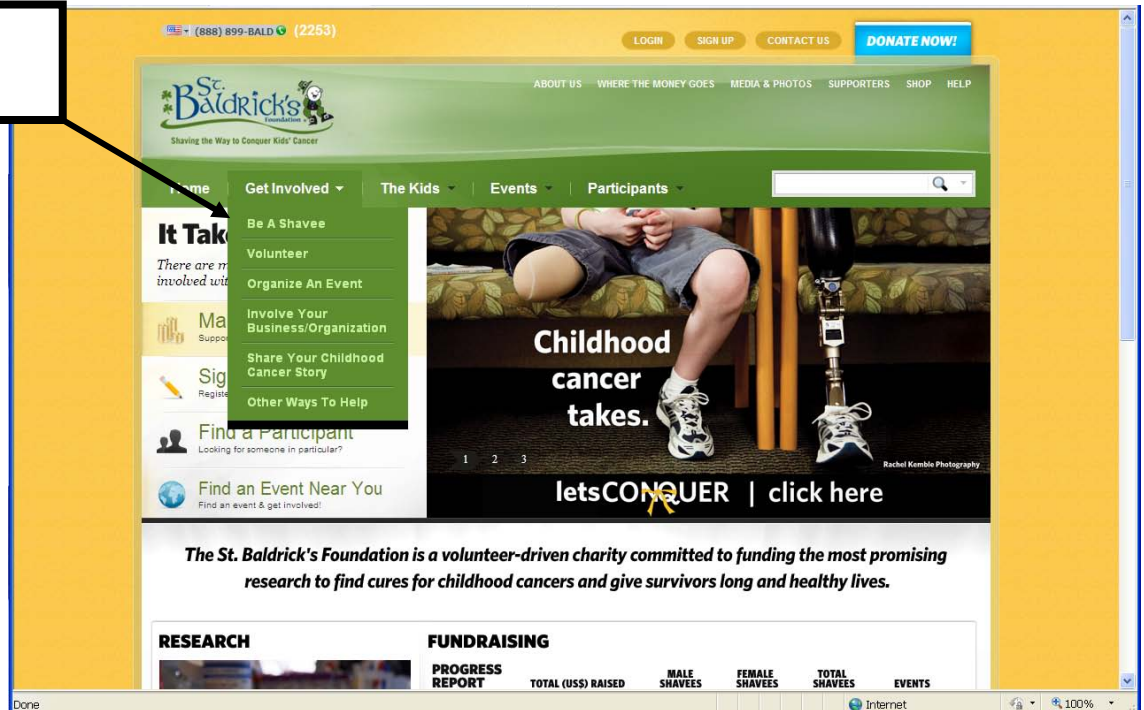 (888) 899-BALD (2253)
LOGIN SIGN UP CONTACT US DONATE NOW!
St. Baldrick's
Foundation
Shaving the Way to Conquer Kids' Cancer
ABOUT US WHERE THE MONEY GOES MEDIA & PHOTOS SUPPORTERS SHOP HELP
Home Get Involved The Kids Events Participants
Be A Shavee
Volunteer
Organize An Event
Involve Your
Business/Organization
Share Your Childhood
Cancer Story
Other Ways To Help
It
There are
involved
Find a Participant
Looking for someone in particular?
Find an Event Near You
Find an event & get involved!
Childhood
cancer
takes.
1 2 3
Rachel Kemble Photography
letsCONQUER | click here
The St. Baldrick's Foundation is a volunteer-driven charity committed to funding the most promising
research to find cures for childhood cancers and give survivors long and healthy lives.
RESEARCH
FUNDRAISING
PROGRESS
REPORT
TOTAL (US$) RAISED
MALE
SHAVEES
FEMALE
SHAVEES
TOTAL
SHAVEES
EVENTS
Done
Internet
100%